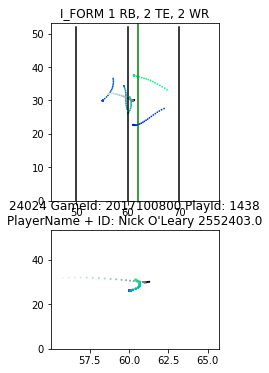 I_FORM 1 RB, 2 TE, 2 WR
50
40
30
20
10
0
50 60 70
24024 GameId: 2017100800 PlayId: 1438
PlayerName + ID: Nick O'Leary 2552403.0
40
20
0
57.5 60.0 62.5 65.0